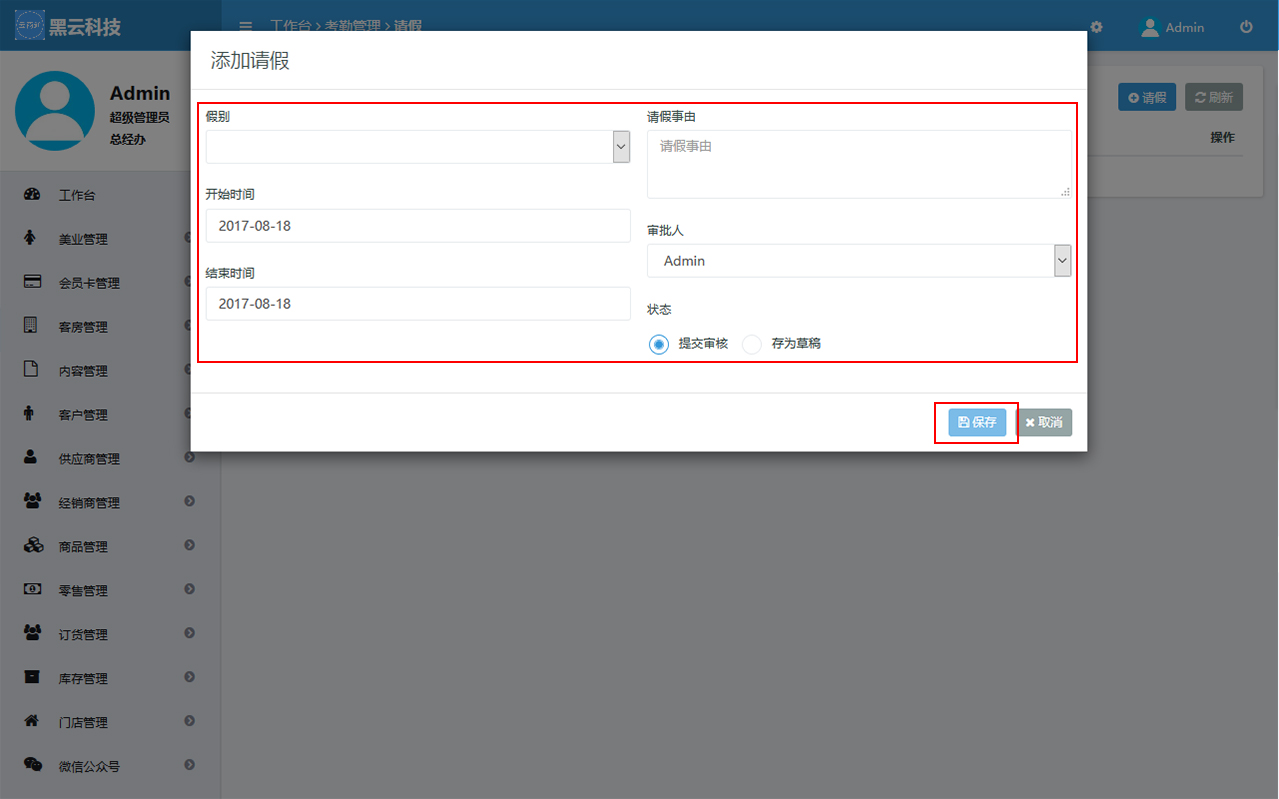 黑云科技
工作台 > 考勤管理 > 请假
Admin
Admin
超级管理员
总经办
请假
刷新
操作
工作台
美业管理
会员卡管理
客房管理
内容管理
客户管理
供应商管理
经销商管理
商品管理
零售管理
订货管理
库存管理
门店管理
微信公众号
添加请假
假别
开始时间
2017-08-18
结束时间
2017-08-18
请假事由
请假事由
审批人
Admin
状态
提交审核
存为草稿
保存
取消